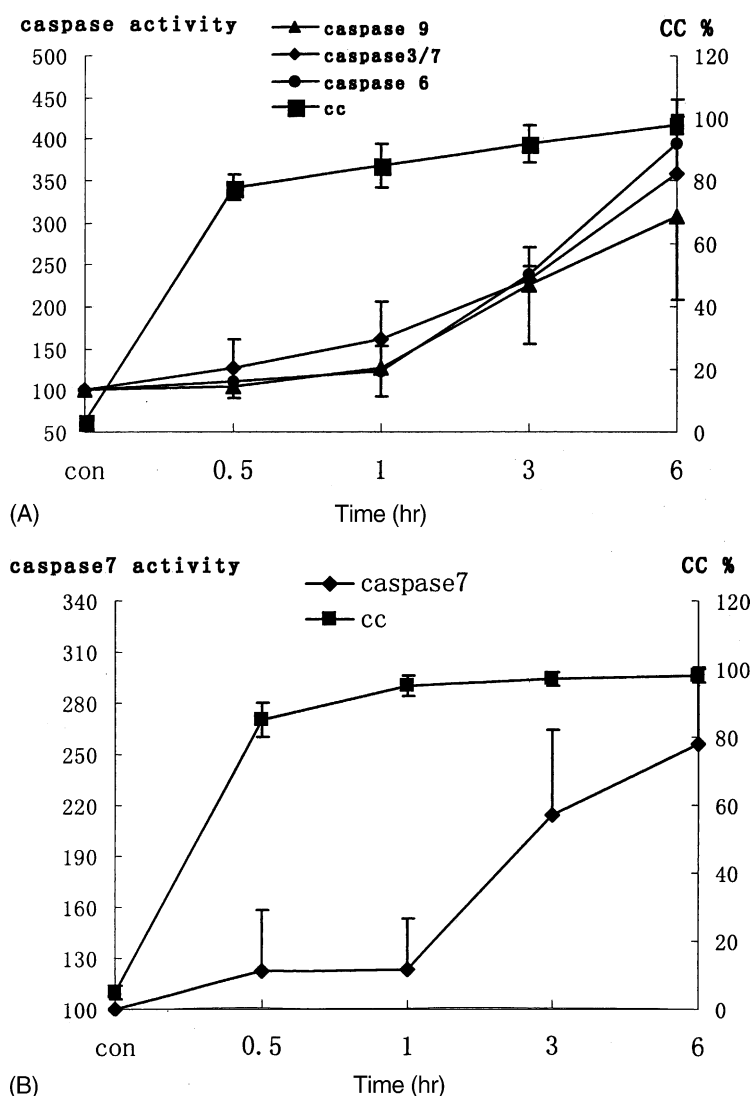 caspase activity
CC %
caspase 9
caspase3/7
caspase 6
cc
500
450
400
350
300
250
200
150
100
50
120
100
80
60
40
20
0
con 0.5 1 3 6
(A) Time (hr)
caspase7 activity
CC %
caspase7
cc
340
310
280
250
220
190
160
130
100
120
100
80
60
40
20
0
con 0.5 1 3 6
(B) Time (hr)